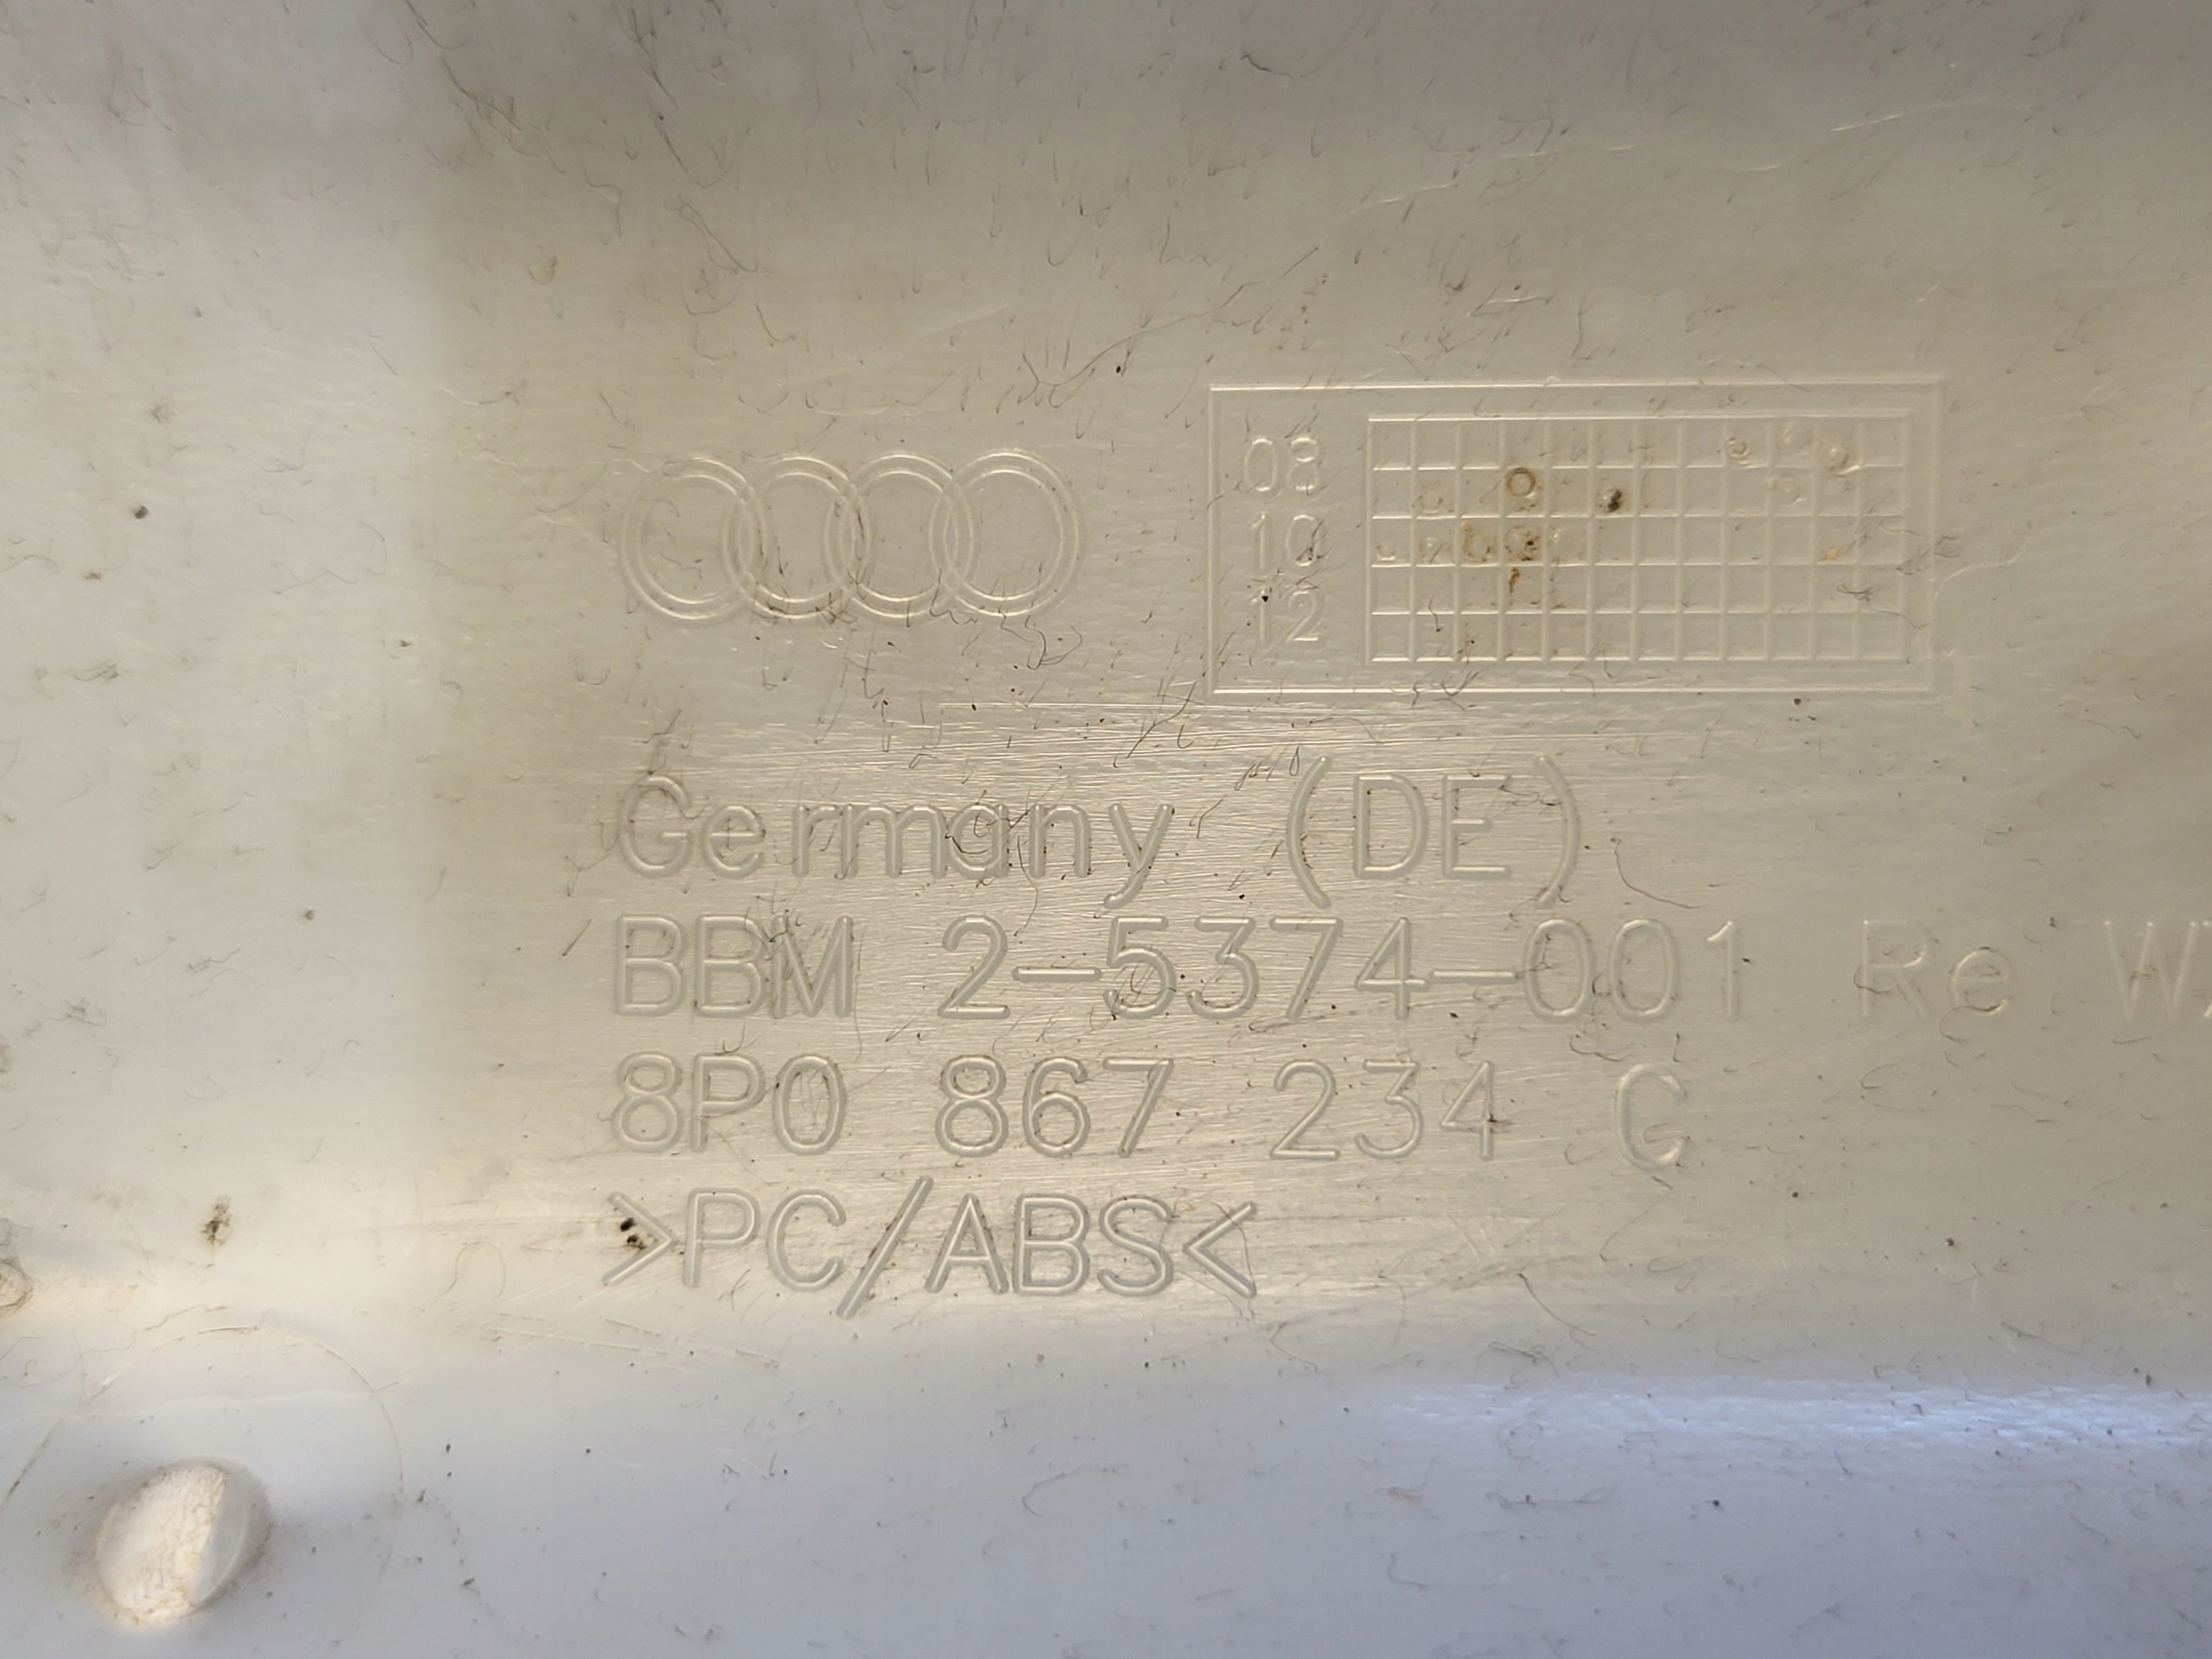 08
10
12
Germany (DE)
BBM 2-5374-001 Re
8P0 867 234 G
>PC/ABS<